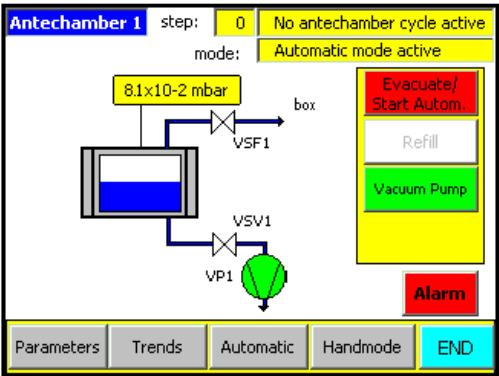 Antechamber 1 step: 0 No antechamber cycle active
mode: Automatic mode active
8.1x10-2 mbar
box
VSF1
Evacuate/
Start Autom.
Refill
Vacuum Pump
VSV1
VP1
Alarm
Parameters Trends Automatic Handmode END